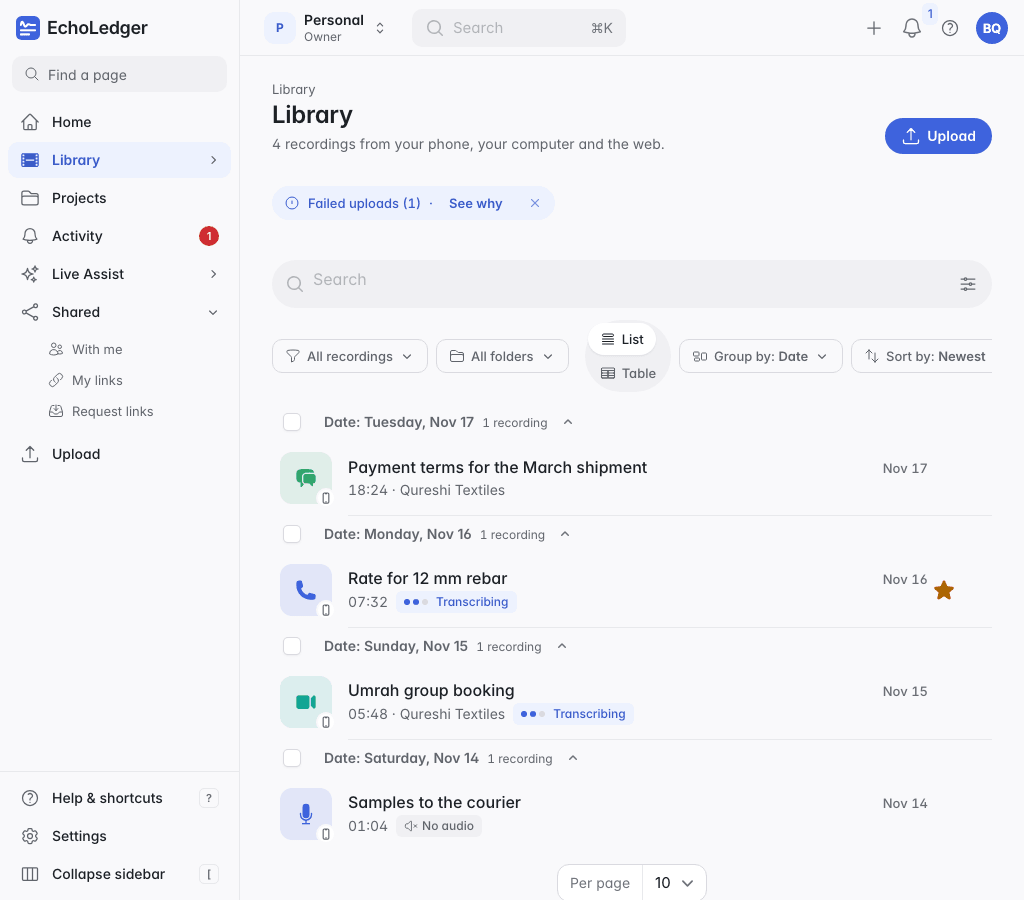 EchoLedger
Find a page
Home
Library
Projects
Activity
1
Live Assist
Shared
With me
My links
Request links
Upload
Help & shortcuts
?
Settings
Collapse sidebar
[
P
Personal
Owner
Search
⌘K
1
BQ
Library
Library
4 recordings from your phone, your computer and the web.
Upload
Failed uploads (1) · See why
Search
All recordings
All folders
List
Table
Group by: Date
Sort by: Newest
Date: Tuesday, Nov 17 1 recording
Payment terms for the March shipment
Nov 17
18:24 · Qureshi Textiles
Date: Monday, Nov 16 1 recording
Rate for 12 mm rebar
Nov 16
07:32 Transcribing
Date: Sunday, Nov 15 1 recording
Umrah group booking
Nov 15
05:48 · Qureshi Textiles Transcribing
Date: Saturday, Nov 14 1 recording
Samples to the courier
Nov 14
01:04 No audio
Per page 10